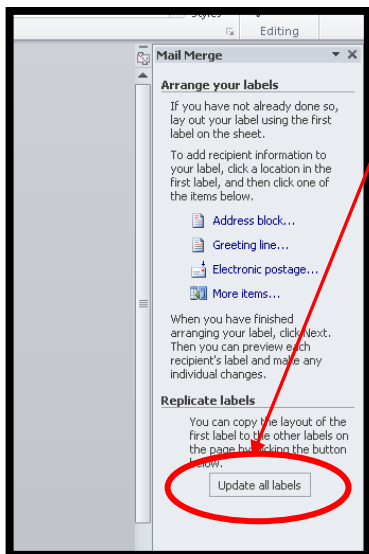 Styles
Editing
Mail Merge
Arrange your labels
If you have not already done so,
lay out your label using the first
label on the sheet.
To add recipient information to
your label, click a location in the
first label, and then click one of
the items below.
Address block...
Greeting line...
Electronic postage...
More items...
When you have finished
arranging your label, click Next.
Then you can preview each
recipient's label and make any
individual changes.
Replicate labels
You can copy the layout of the
first label to the other labels on
the page by clicking the button
below.
Update all labels